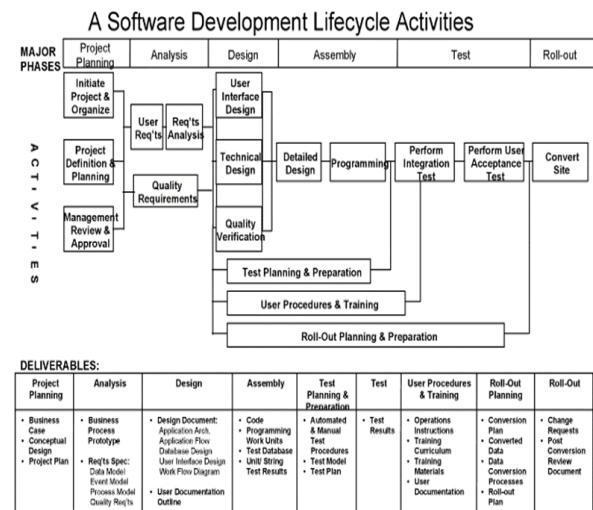 A Software Development Lifecycle Activities
MAJOR
PHASES
Project
Planning
Analysis
Design
Assembly
Test
Roll-out
ACTIVITIES
Initiate
Project &
Organize
Project
Definition &
Planning
Management
Review &
Approval
User
Req'ts
Req'ts
Analysis
Quality
Requirements
User
Interface
Design
Technical
Design
Quality
Verification
Detailed
Design
Programming
Perform
Integration
Test
Perform User
Acceptance
Test
Convert
Site
Test Planning & Preparation
User Procedures & Training
Roll-Out Planning & Preparation
DELIVERABLES:
Project
Planning
Analysis
Design
Assembly
Test
Planning &
Preparation
Test
User Procedures
& Training
Roll-Out
Planning
Roll-Out
• Business
Case
• Conceptual
Design
• Project Plan
• Business
Process
Prototype
• Req'ts Spec:
Data Model
Event Model
Process Model
Quality Req'ts
• Design Document:
Application Arch.
Application Flow
Database Design
User Interface Design
Work Flow Diagram
• User Documentation
Outline
• Code
• Programming
Work Units
• Test Database
• Unit/ String
Test Results
• Automated
& Manual
Test
Procedures
• Test Model
• Test Plan
• Test
Results
• Operations
Instructions
• Training
Curriculum
• Training
Materials
• User
Documentation
• Conversion
Plan
• Converted
Data
• Data
Conversion
Processes
• Roll-out
Plan
• Change
Requests
• Post
Conversion
Review
Document